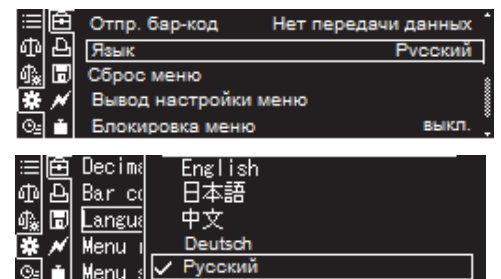 Отпр. бар-код Нет передачи данных
Язык Русский
Сброс меню
Вывод настройки меню
Блокировка меню выкл.
Decima English
Bar co 日本語
Langua 中文
Menu Deutsch
Menu s ✓ Русский